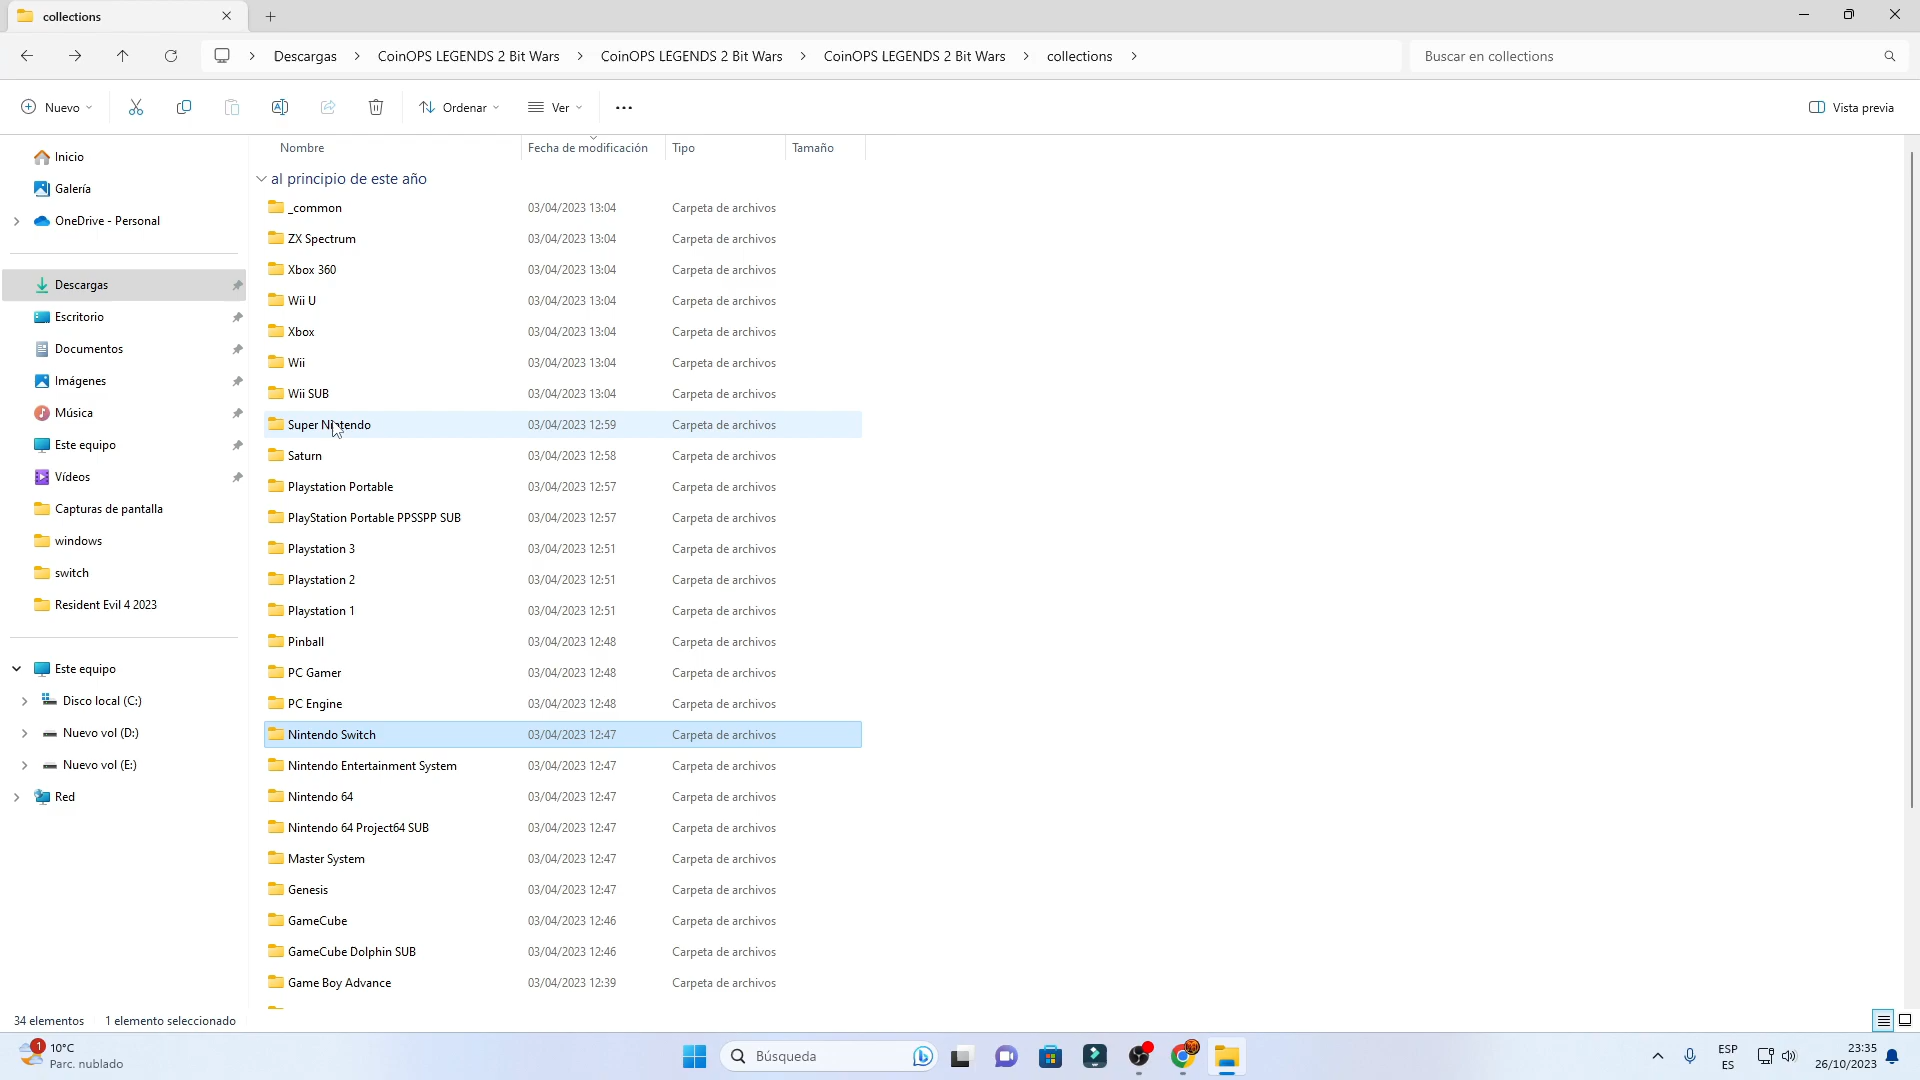 collections
Descargas
CoinOPS LEGENDS 2 Bit Wars
CoinOPS LEGENDS 2 Bit Wars
CoinOPS LEGENDS 2 Bit Wars
collections
Buscar en collections
Nuevo
Ordenar
Ver
Vista previa
Nombre Fecha de modificación Tipo Tamaño
al principio de este año
_common 03/04/2023 13:04 Carpeta de archivos
ZX Spectrum 03/04/2023 13:04 Carpeta de archivos
Xbox 360 03/04/2023 13:04 Carpeta de archivos
Wii U 03/04/2023 13:04 Carpeta de archivos
Xbox 03/04/2023 13:04 Carpeta de archivos
Wii 03/04/2023 13:04 Carpeta de archivos
Wii SUB 03/04/2023 13:04 Carpeta de archivos
Super Nintendo 03/04/2023 12:59 Carpeta de archivos
Saturn 03/04/2023 12:58 Carpeta de archivos
Playstation Portable 03/04/2023 12:57 Carpeta de archivos
PlayStation Portable PPSSPP SUB 03/04/2023 12:57 Carpeta de archivos
Playstation 3 03/04/2023 12:51 Carpeta de archivos
Playstation 2 03/04/2023 12:51 Carpeta de archivos
Playstation 1 03/04/2023 12:51 Carpeta de archivos
Pinball 03/04/2023 12:48 Carpeta de archivos
PC Gamer 03/04/2023 12:48 Carpeta de archivos
PC Engine 03/04/2023 12:48 Carpeta de archivos
Nintendo Switch 03/04/2023 12:47 Carpeta de archivos
Nintendo Entertainment System 03/04/2023 12:47 Carpeta de archivos
Nintendo 64 03/04/2023 12:47 Carpeta de archivos
Nintendo 64 Project64 SUB 03/04/2023 12:47 Carpeta de archivos
Master System 03/04/2023 12:47 Carpeta de archivos
Genesis 03/04/2023 12:47 Carpeta de archivos
GameCube 03/04/2023 12:46 Carpeta de archivos
GameCube Dolphin SUB 03/04/2023 12:46 Carpeta de archivos
Game Boy Advance 03/04/2023 12:39 Carpeta de archivos
Inicio
Galería
OneDrive - Personal
Descargas
Escritorio
Documentos
Imágenes
Música
Este equipo
Vídeos
Capturas de pantalla
windows
switch
Resident Evil 4 2023
Este equipo
Disco local (C:)
Nuevo vol (D:)
Nuevo vol (E:)
Red
34 elementos 1 elemento seleccionado
1
10°C
Parc. nublado
Búsqueda
ESP
ES
23:35
26/10/2023